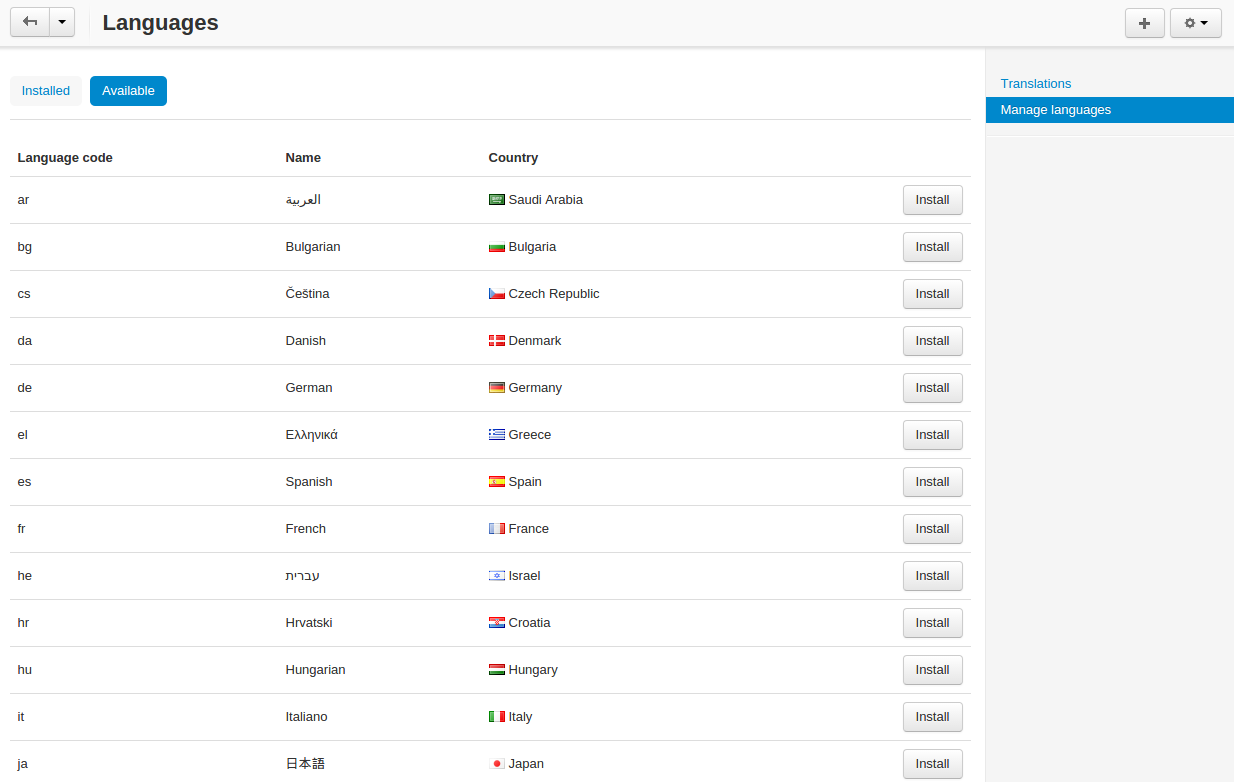 Languages
Installed Available
Translations
Manage languages
Language code Name Country
ar العربية Saudi Arabia Install
bg Bulgarian Bulgaria Install
cs Čeština Czech Republic Install
da Danish Denmark Install
de German Germany Install
el Ελληνικά Greece Install
es Spanish Spain Install
fr French France Install
he עברית Israel Install
hr Hrvatski Croatia Install
hu Hungarian Hungary Install
it Italiano Italy Install
ja 日本語 Japan Install